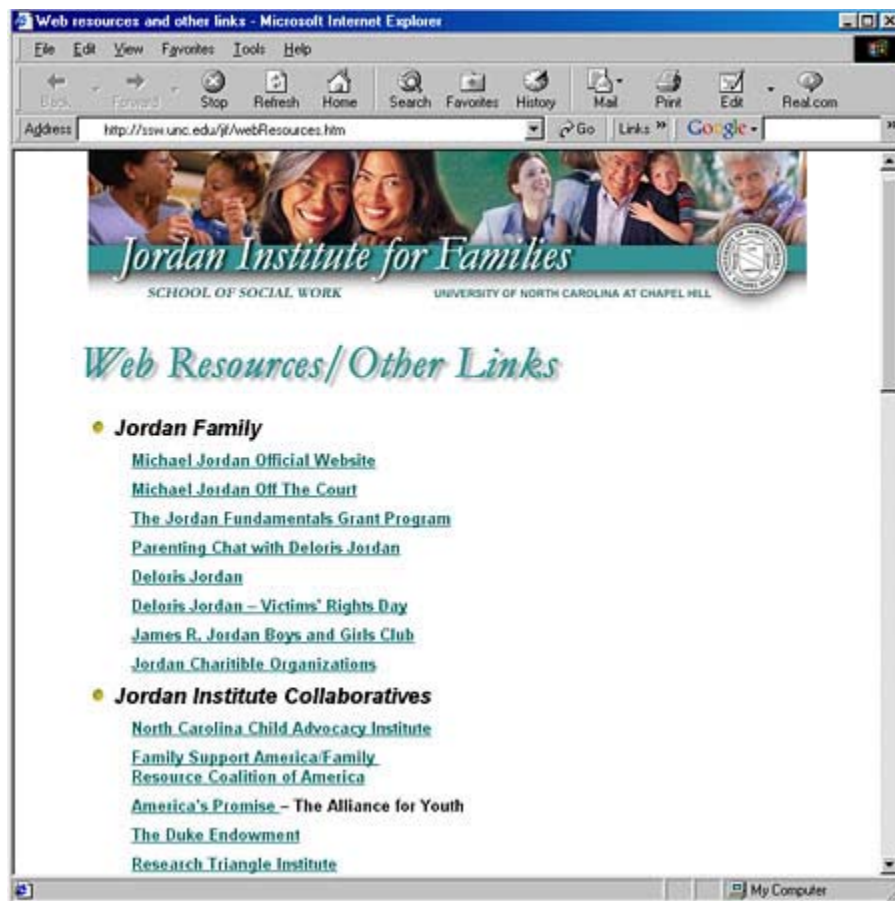 Web resources and other links - Microsoft Internet Explorer
File Edit View Favorites Tools Help
Back Forward Stop Refresh Home Search Favorites History Mail Print Edit Real.com
Address http://ssw.unc.edu/jif/webResources.htm Go Links » Google »
Jordan Institute for Families
SCHOOL OF SOCIAL WORK UNIVERSITY OF NORTH CAROLINA AT CHAPEL HILL
Web Resources/Other Links
Jordan Family
Michael Jordan Official Website
Michael Jordan Off The Court
The Jordan Fundamentals Grant Program
Parenting Chat with Deloris Jordan
Deloris Jordan
Deloris Jordan – Victims' Rights Day
James R. Jordan Boys and Girls Club
Jordan Charitible Organizations
Jordan Institute Collaboratives
North Carolina Child Advocacy Institute
Family Support America/Family
Resource Coalition of America
America's Promise – The Alliance for Youth
The Duke Endowment
Research Triangle Institute
My Computer